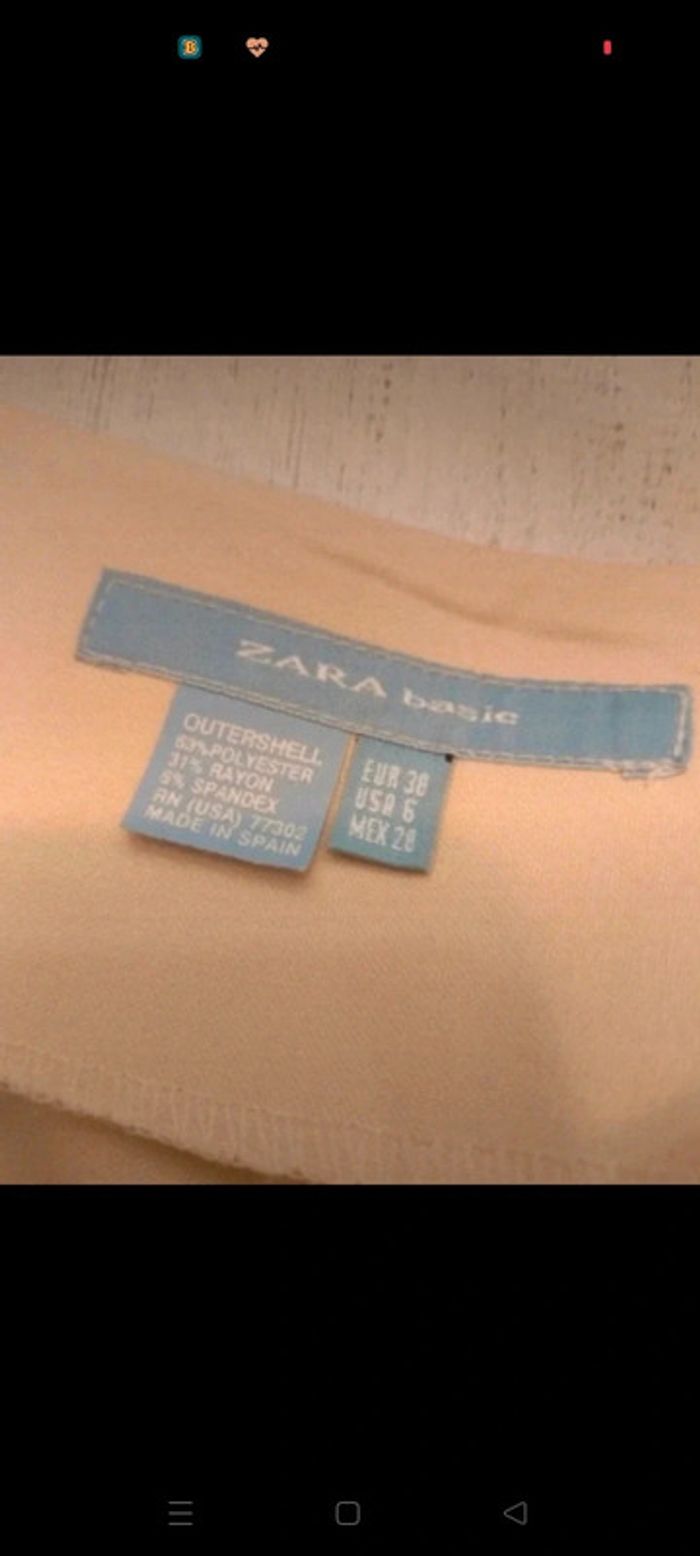 ZARA basic
OUTERSHELL
63%POLYESTER
31% RAYON
6% SPANDEX
RN (USA) 77302
MADE IN SPAIN
EUR 38
USA 6
MEX 28